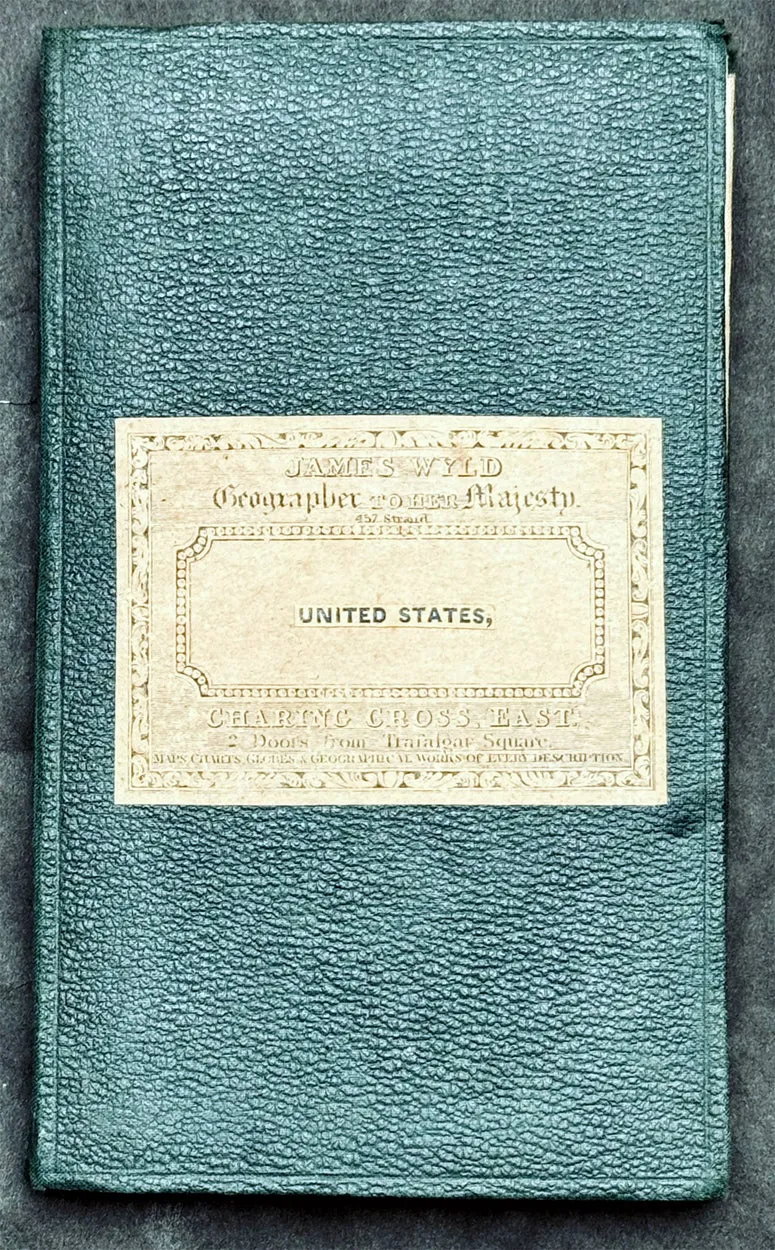 JAMES WYLD
Geographer TO HER Majesty.
457 Strand
UNITED STATES,
CHARING CROSS, EAST.
2 Doors from Trafalgar Square.
MAPS, CHARTS, GLOBES & GEOGRAPHICAL WORKS OF EVERY DESCRIPTION.